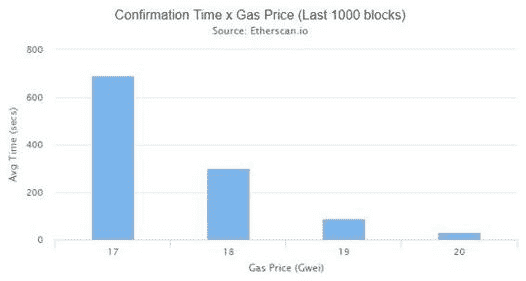 Confirmation Time x Gas Price (Last 1000 blocks)
Source: Etherscan.io
Avg Time (secs)
800
600
400
200
0
17 18 19 20
Gas Price (Gwei)